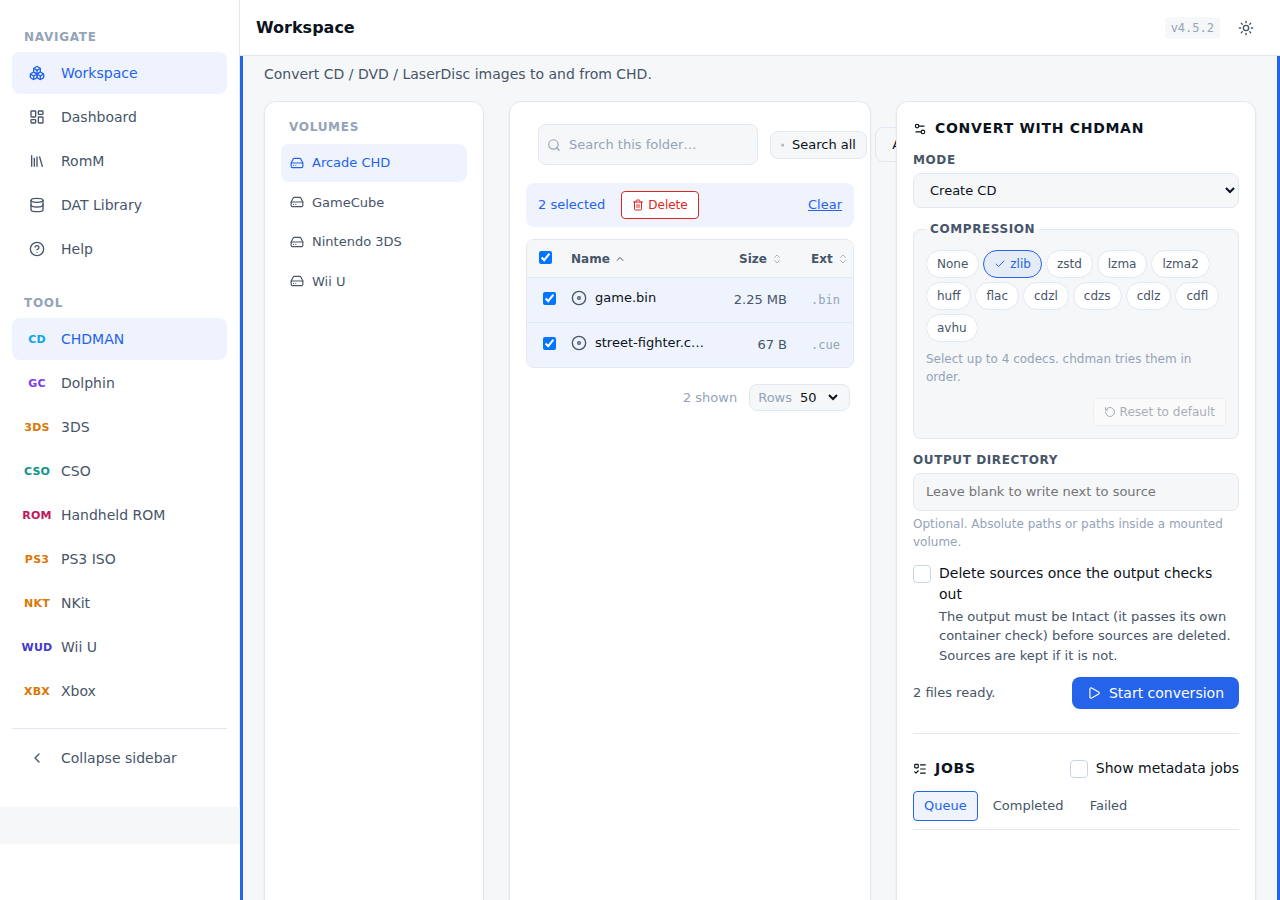 NAVIGATE
Workspace
Dashboard
RomM
DAT Library
Help
TOOL
CD CHDMAN
GC Dolphin
3DS 3DS
CSO CSO
ROM Handheld ROM
PS3 PS3 ISO
NKT NKit
WUD Wii U
XBX Xbox
Collapse sidebar
Workspace
v4.5.2
Convert CD / DVD / LaserDisc images to and from CHD.
VOLUMES
Arcade CHD
GameCube
Nintendo 3DS
Wii U
Search this folder…
Search all
2 selected Delete Clear
Name Size Ext
game.bin 2.25 MB .bin
street-fighter.c… 67 B .cue
2 shown Rows 50
CONVERT WITH CHDMAN
MODE
Create CD
COMPRESSION
None zlib zstd lzma lzma2
huff flac cdzl cdzs cdlz cdfl
avhu
Select up to 4 codecs. chdman tries them in
order.
Reset to default
OUTPUT DIRECTORY
Leave blank to write next to source
Optional. Absolute paths or paths inside a mounted
volume.
Delete sources once the output checks
out
The output must be Intact (it passes its own
container check) before sources are deleted.
Sources are kept if it is not.
2 files ready. Start conversion
JOBS Show metadata jobs
Queue Completed Failed